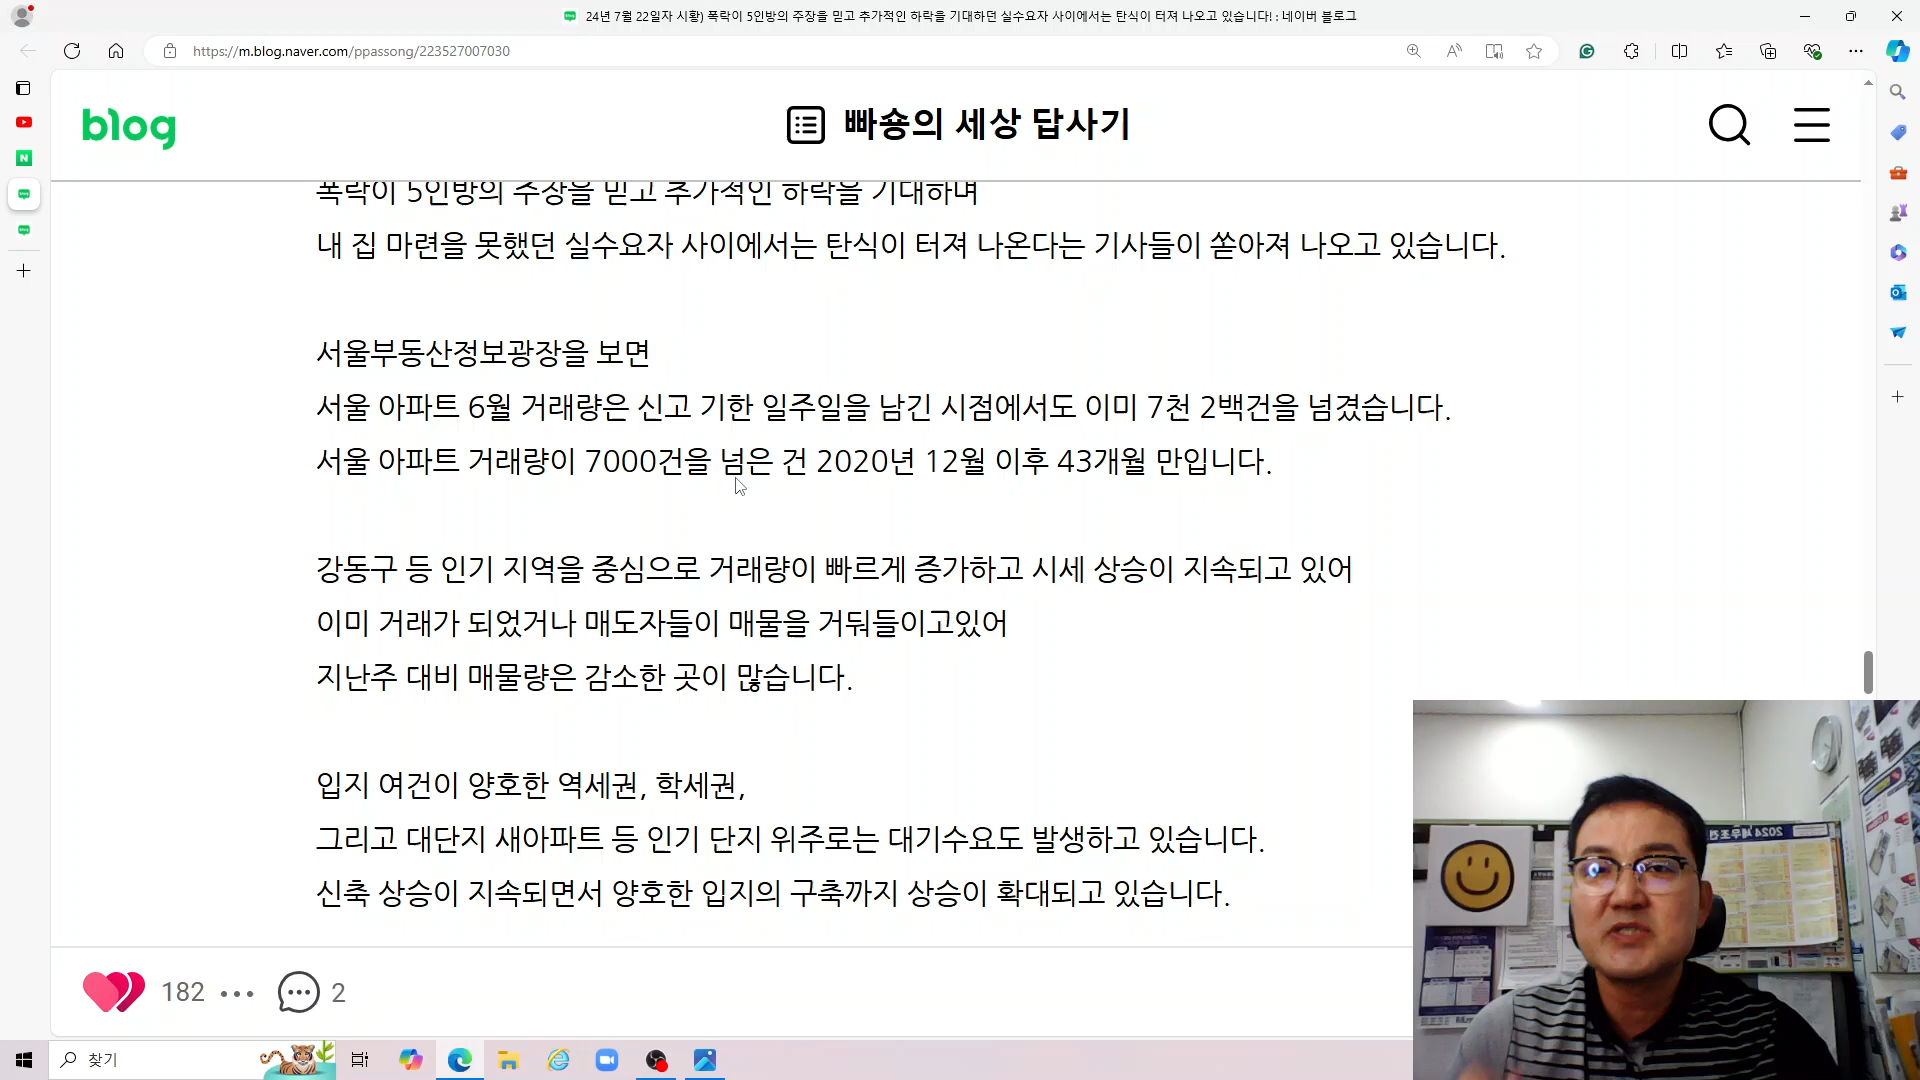 24년 7월 22일자 시황) 폭락이 5인방의 주장을 믿고 추가적인 하락을 기대하던 실수요자 사이에서는 탄식이 터져 나오고 있습니다! : 네이버 블로그
https://m.blog.naver.com/ppassong/223527007030
blog
빠숑의 세상 답사기
폭락이 5인방의 주장을 믿고 추가적인 하락을 기대하며
내 집 마련을 못했던 실수요자 사이에서는 탄식이 터져 나온다는 기사들이 쏟아져 나오고 있습니다.
서울부동산정보광장을 보면
서울 아파트 6월 거래량은 신고 기한 일주일을 남긴 시점에서도 이미 7천 2백건을 넘겼습니다.
서울 아파트 거래량이 7000건을 넘은 건 2020년 12월 이후 43개월 만입니다.
강동구 등 인기 지역을 중심으로 거래량이 빠르게 증가하고 시세 상승이 지속되고 있어
이미 거래가 되었거나 매도자들이 매물을 거둬들이고있어
지난주 대비 매물량은 감소한 곳이 많습니다.
입지 여건이 양호한 역세권, 학세권,
그리고 대단지 새아파트 등 인기 단지 위주로는 대기수요도 발생하고 있습니다.
신축 상승이 지속되면서 양호한 입지의 구축까지 상승이 확대되고 있습니다.
182
2
찾기